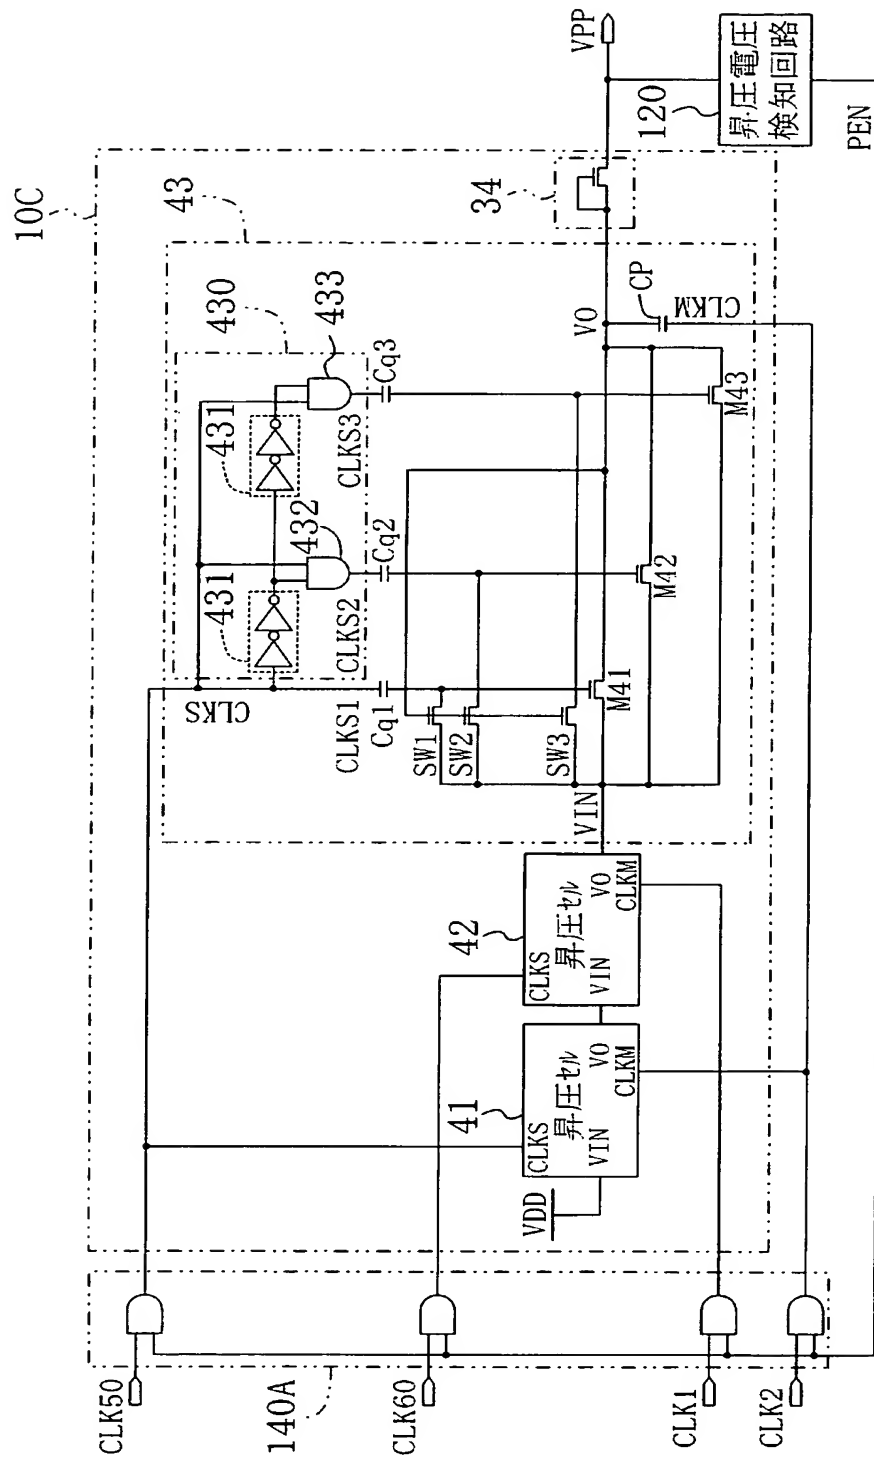 10C
43
430
433
431
431
432
CLKS
CLKS1
CLKS2
CLKS3
Cq1
Cq2
Cq3
SW1
SW2
SW3
M41
M42
M43
VIN
VO
CP
CLKM
34
VPP
120
昇圧電圧
検知回路
PEN
41
CLKS
昇圧セル
VIN
VO
CLKM
42
CLKS
昇圧セル
VIN
VO
CLKM
VDD
140A
CLK50
CLK60
CLK1
CLK2